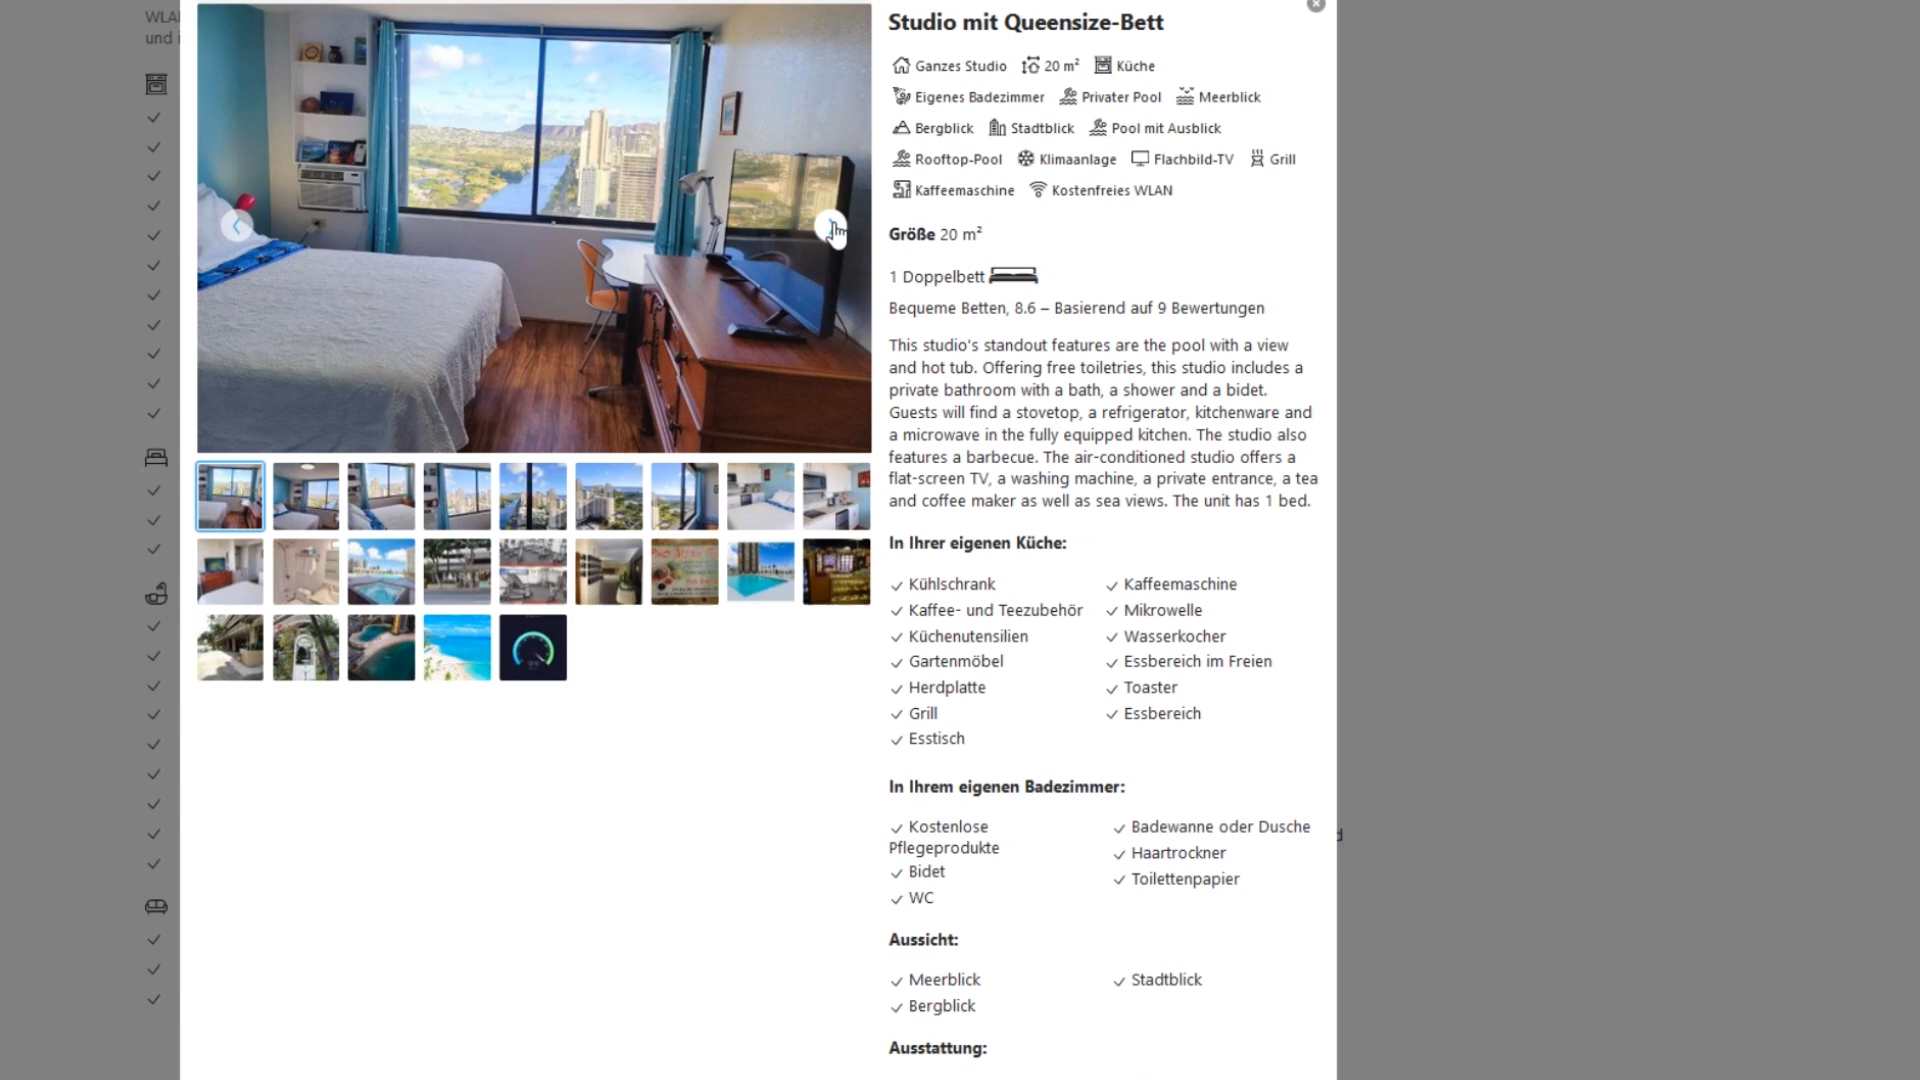 Studio mit Queensize-Bett
Ganzes Studio 20 m² Küche
Eigenes Badezimmer Privater Pool Meerblick
Bergblick Stadtblick Pool mit Ausblick
Rooftop-Pool Klimaanlage Flachbild-TV Grill
Kaffeemaschine Kostenfreies WLAN
Größe 20 m²
1 Doppelbett
Bequeme Betten, 8.6 – Basierend auf 9 Bewertungen
This studio's standout features are the pool with a view
and hot tub. Offering free toiletries, this studio includes a
private bathroom with a bath, a shower and a bidet.
Guests will find a stovetop, a refrigerator, kitchenware and
a microwave in the fully equipped kitchen. The studio also
features a barbecue. The air-conditioned studio offers a
flat-screen TV, a washing machine, a private entrance, a tea
and coffee maker as well as sea views. The unit has 1 bed.
In Ihrer eigenen Küche:
Kühlschrank
Kaffee- und Teezubehör
Küchenutensilien
Gartenmöbel
Herdplatte
Grill
Esstisch
Kaffeemaschine
Mikrowelle
Wasserkocher
Essbereich im Freien
Toaster
Essbereich
In Ihrem eigenen Badezimmer:
Kostenlose
Pflegeprodukte
Bidet
WC
Badewanne oder Dusche
Haartrockner
Toilettenpapier
Aussicht:
Meerblick
Bergblick
Stadtblick
Ausstattung: